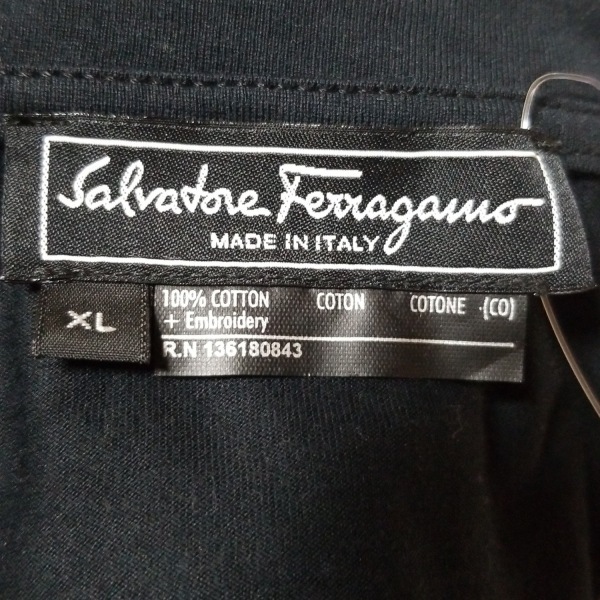 Salvatore Ferragamo
MADE IN ITALY
XL
100% COTTON COTON COTONE -(CO)
+ Embroidery
R.N 136180843